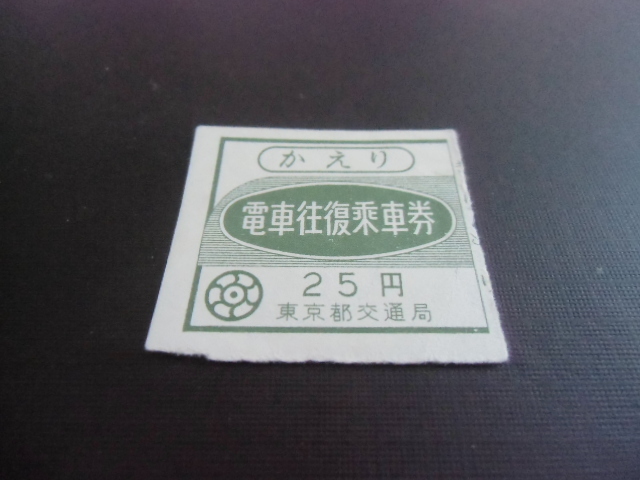 かえり
電車往復乗車券
25円
東京都交通局